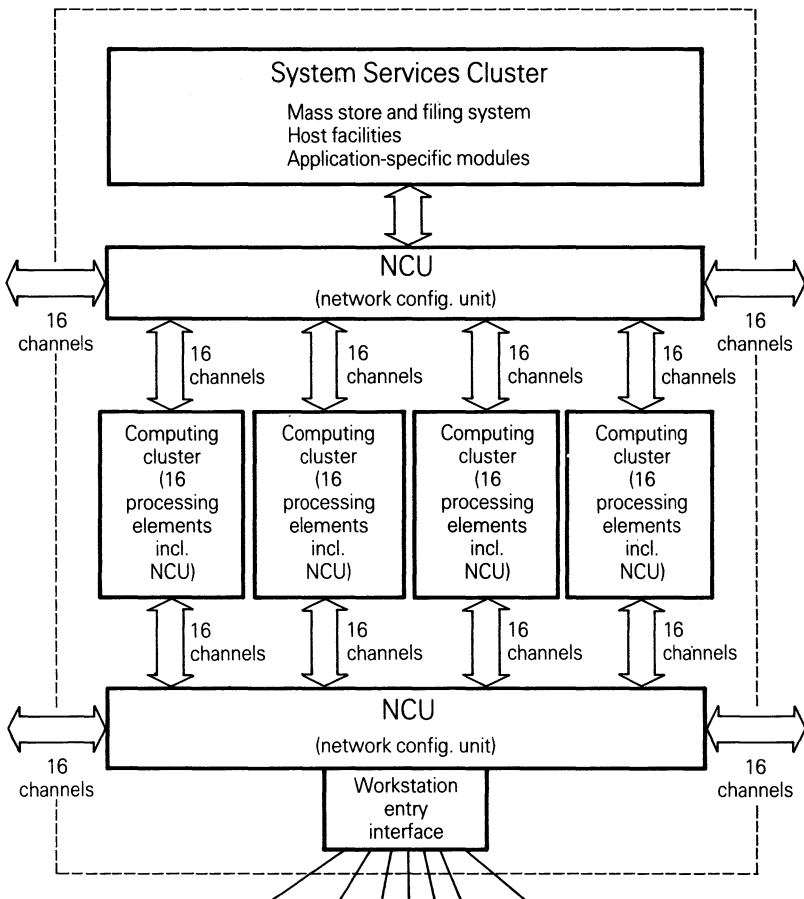 System Services Cluster
Mass store and filing system
Host facilities
Application-specific modules
NCU
(network config. unit)
16
channels
16
channels
16
channels
16
channels
16
channels
16
channels
Computing
cluster
(16
processing
elements
incl.
NCU)
Computing
cluster
(16
processing
elements
incl.
NCU)
Computing
cluster
(16
processing
elements
incl.
NCU)
Computing
cluster
(16
processing
elements
incl.
NCU)
16
channels
16
channels
16
channels
16
channels
NCU
(network config. unit)
16
channels
16
channels
Workstation
entry
interface